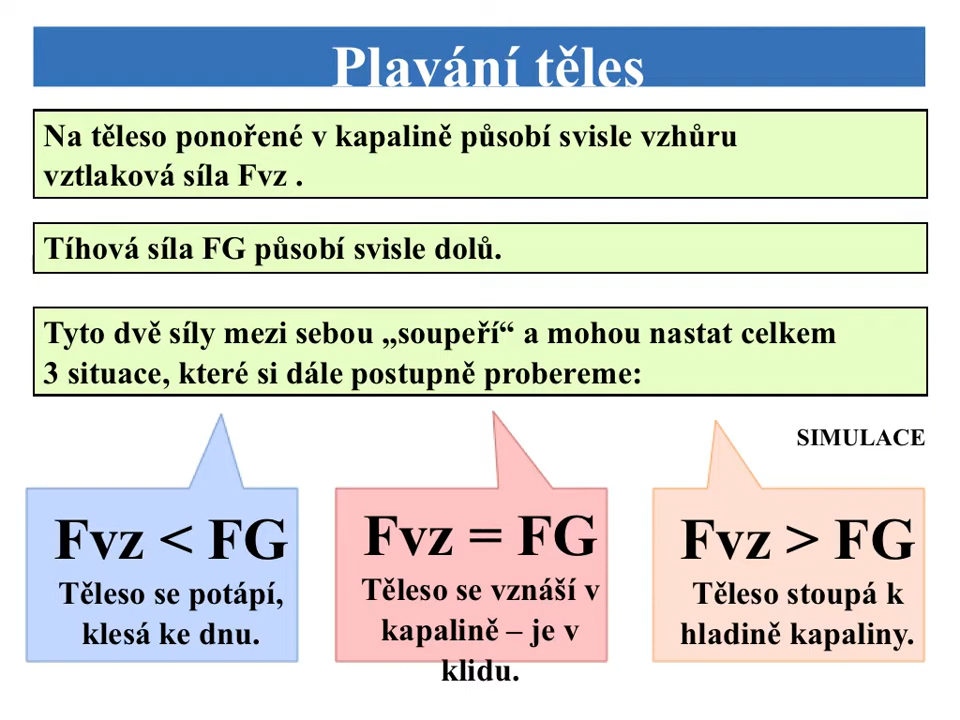 Plavání těles
Na těleso ponořené v kapalině působí svisle vzhůru
vztlaková síla Fvz .
Tíhová síla FG působí svisle dolů.
Tyto dvě síly mezi sebou „soupeří“ a mohou nastat celkem
3 situace, které si dále postupně probereme:
SIMULACE
Fvz < FG
Těleso se potápí,
klesá ke dnu.
Fvz = FG
Těleso se vznáší v
kapalině – je v
klidu.
Fvz > FG
Těleso stoupá k
hladině kapaliny.